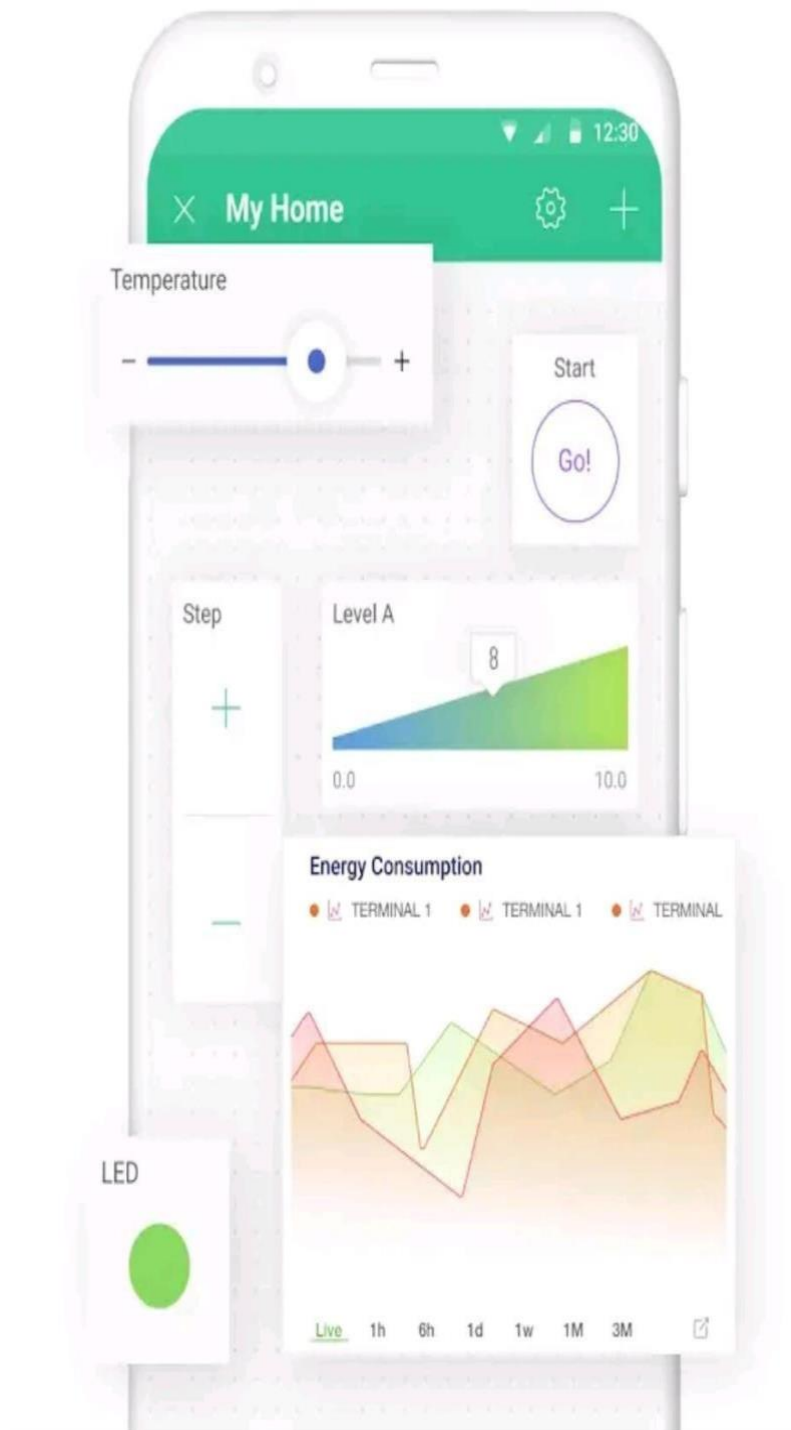 12:30
My Home
Temperature
− +
Start
Go!
Step
+
−
Level A
8
0.0 10.0
Energy Consumption
TERMINAL 1 TERMINAL 1 TERMINAL
Live 1h 6h 1d 1w 1M 3M
LED